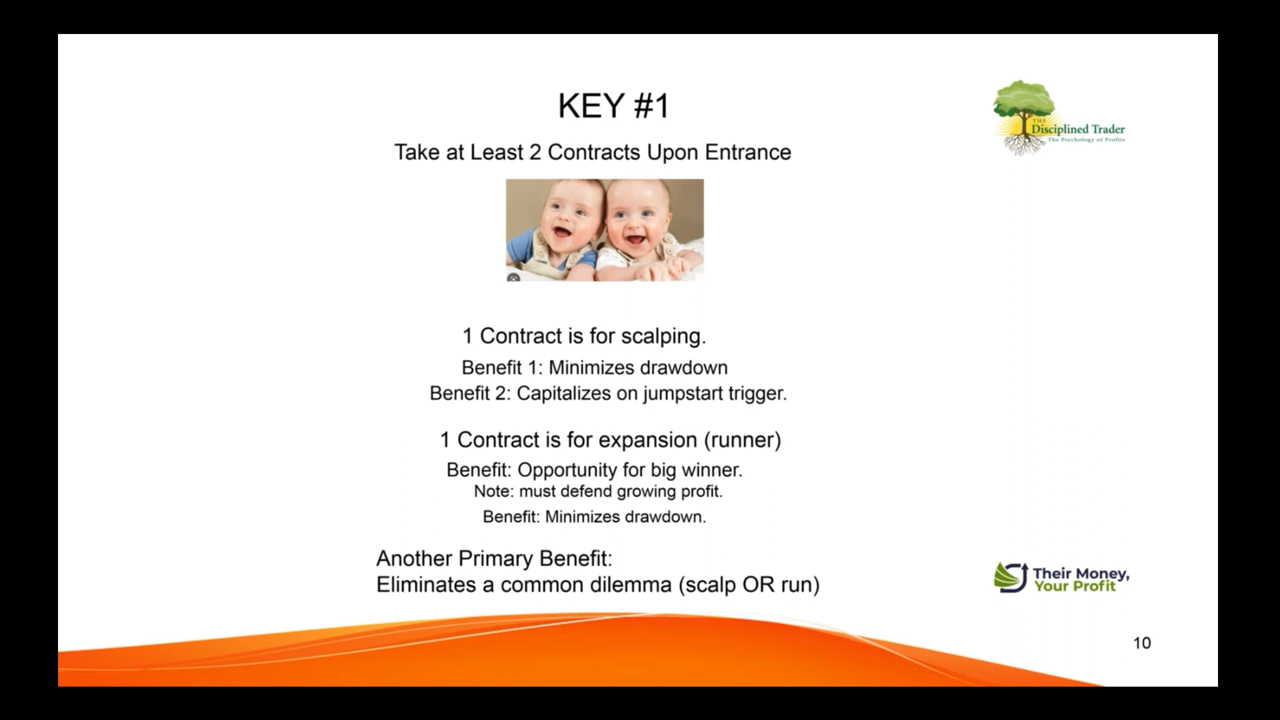 KEY #1
THE
Disciplined Trader
The Psychology of Profits
Take at Least 2 Contracts Upon Entrance
1 Contract is for scalping.
Benefit 1: Minimizes drawdown
Benefit 2: Capitalizes on jumpstart trigger.
1 Contract is for expansion (runner)
Benefit: Opportunity for big winner.
Note: must defend growing profit.
Benefit: Minimizes drawdown.
Another Primary Benefit:
Eliminates a common dilemma (scalp OR run)
Their Money,
Your Profit
10